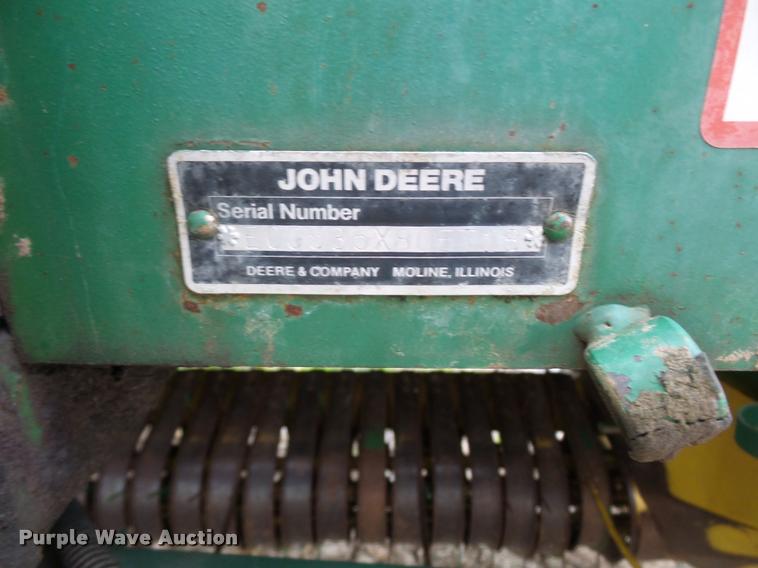 JOHN DEERE
Serial Number
DEERE & COMPANY MOLINE, ILLINOIS
Purple Wave Auction